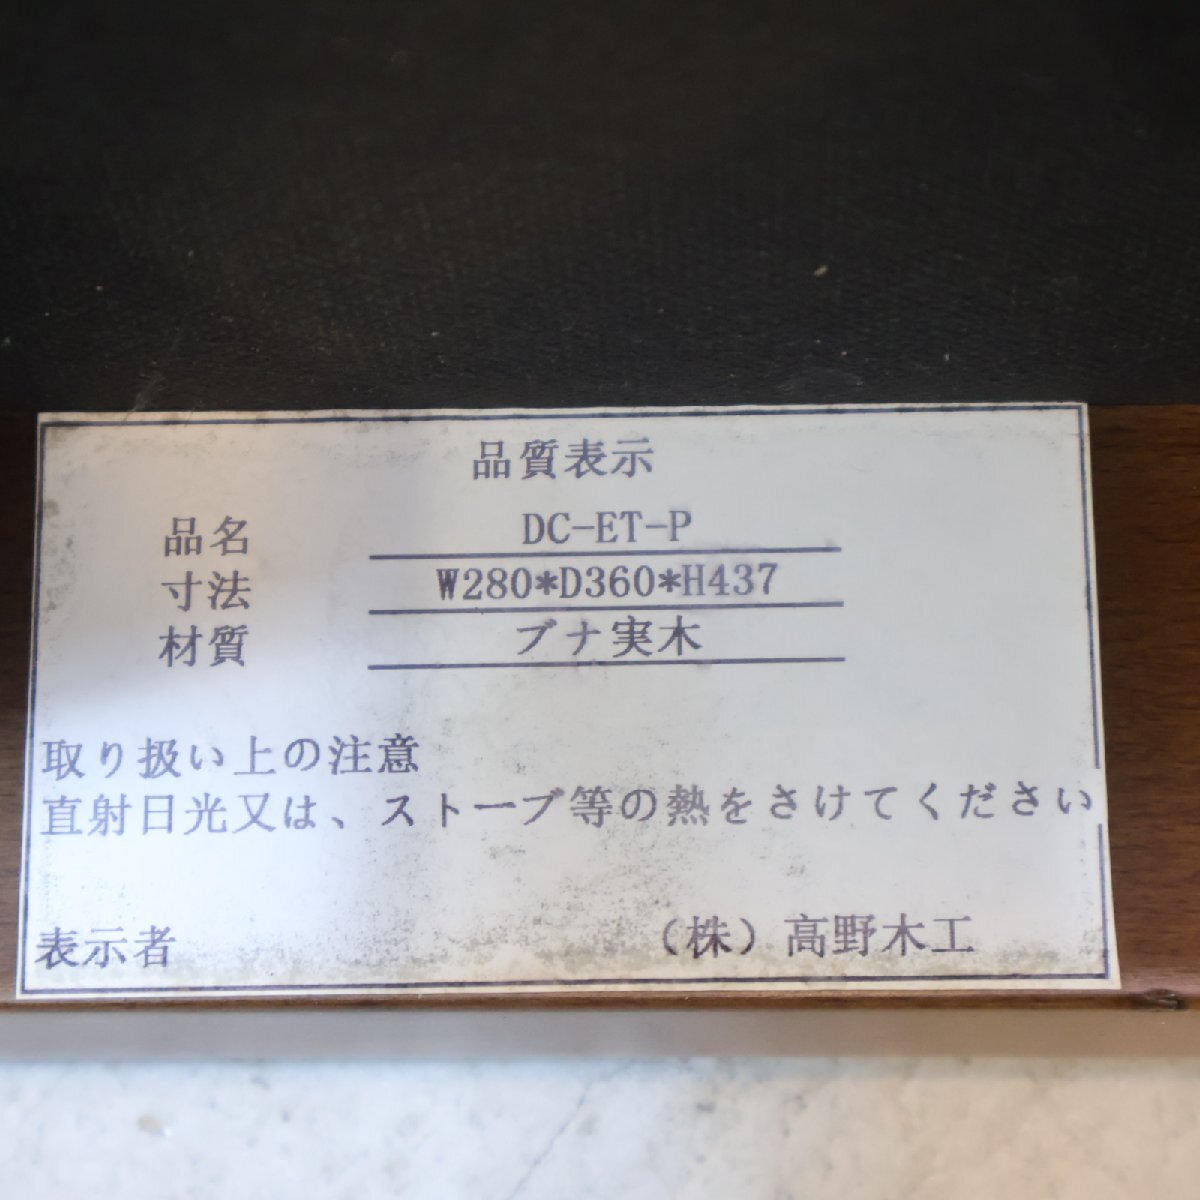 品質表示
品名 DC-ET-P
寸法 W280*D360*H437
材質 ブナ実木
取り扱い上の注意
直射日光又は、ストーブ等の熱をさけてください
表示者 （株）高野木工